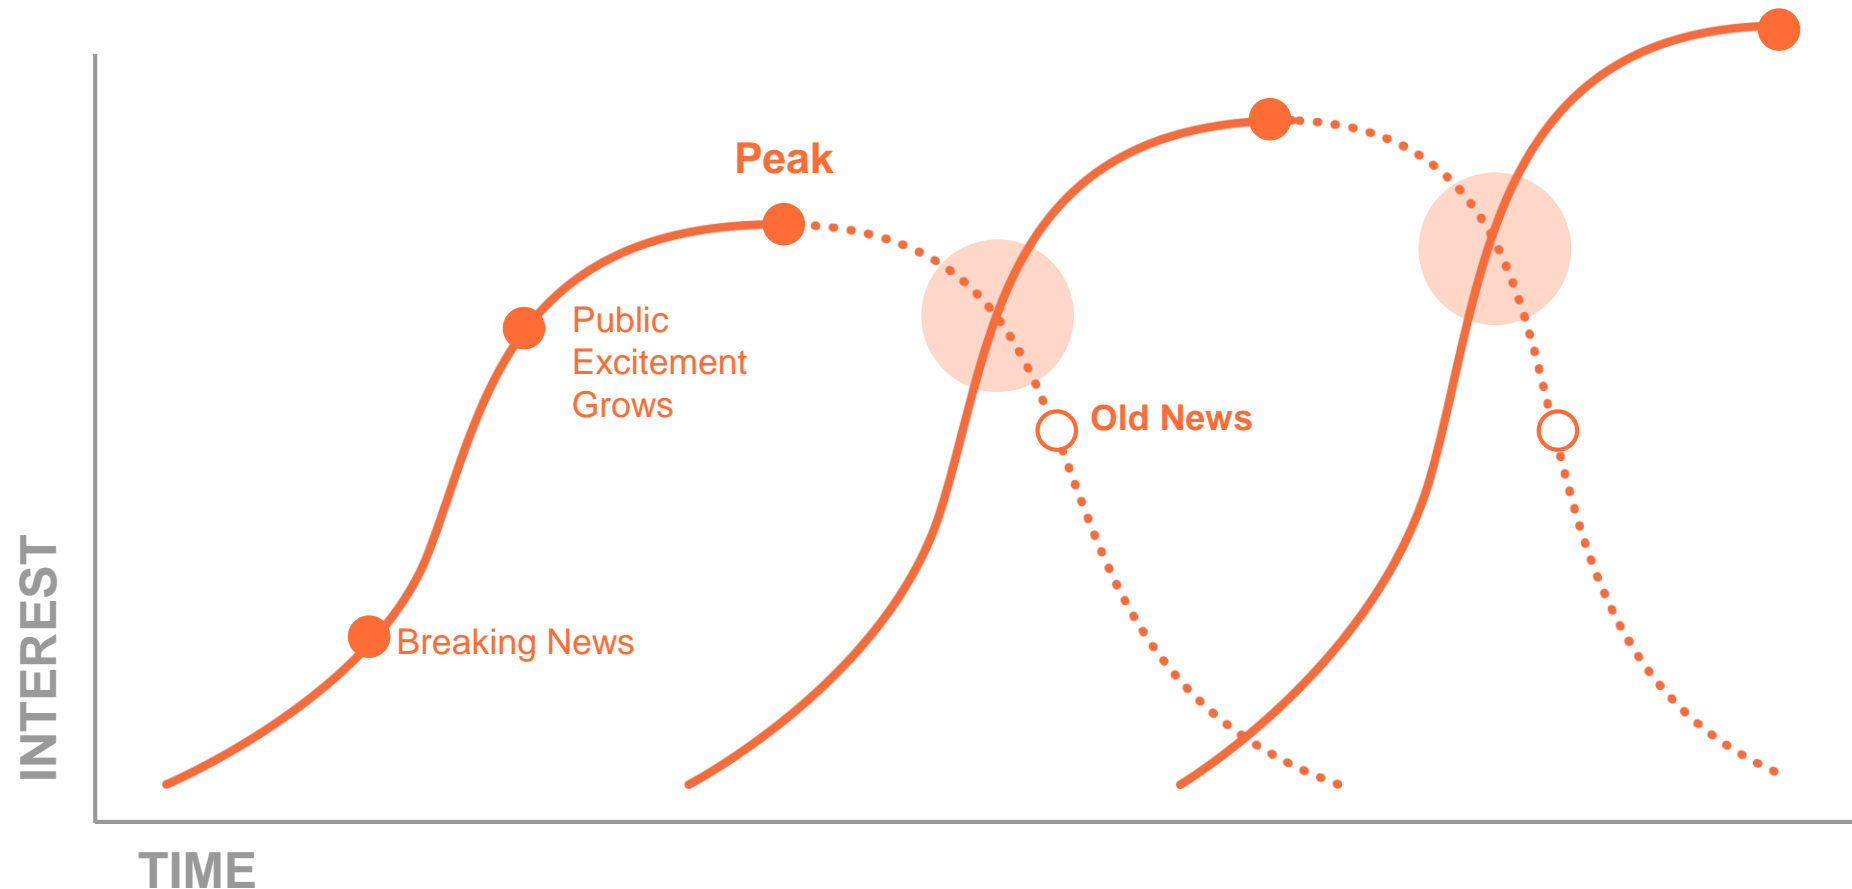 Peak
Public
Excitement
Grows
Old News
Breaking News
INTEREST
TIME